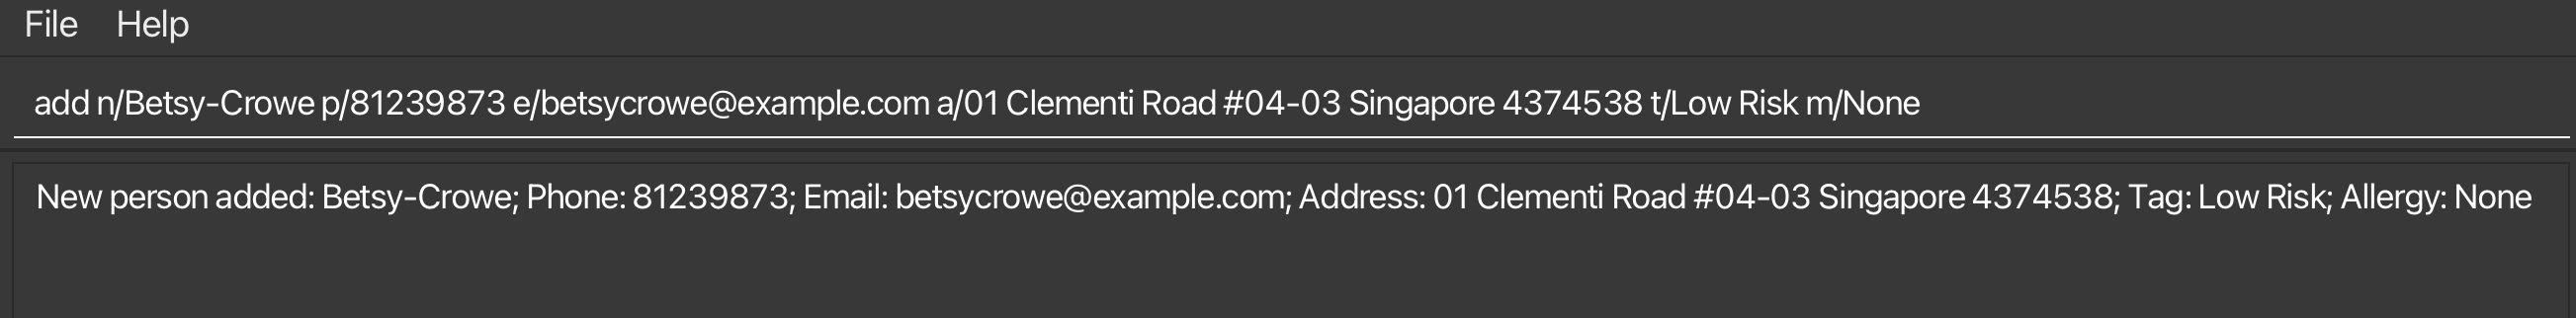 File Help
add n/Betsy-Crowe p/81239873 e/betsycrowe@example.com a/01 Clementi Road #04-03 Singapore 4374538 t/Low Risk m/None
New person added: Betsy-Crowe; Phone: 81239873; Email: betsycrowe@example.com; Address: 01 Clementi Road #04-03 Singapore 4374538; Tag: Low Risk; Allergy: None